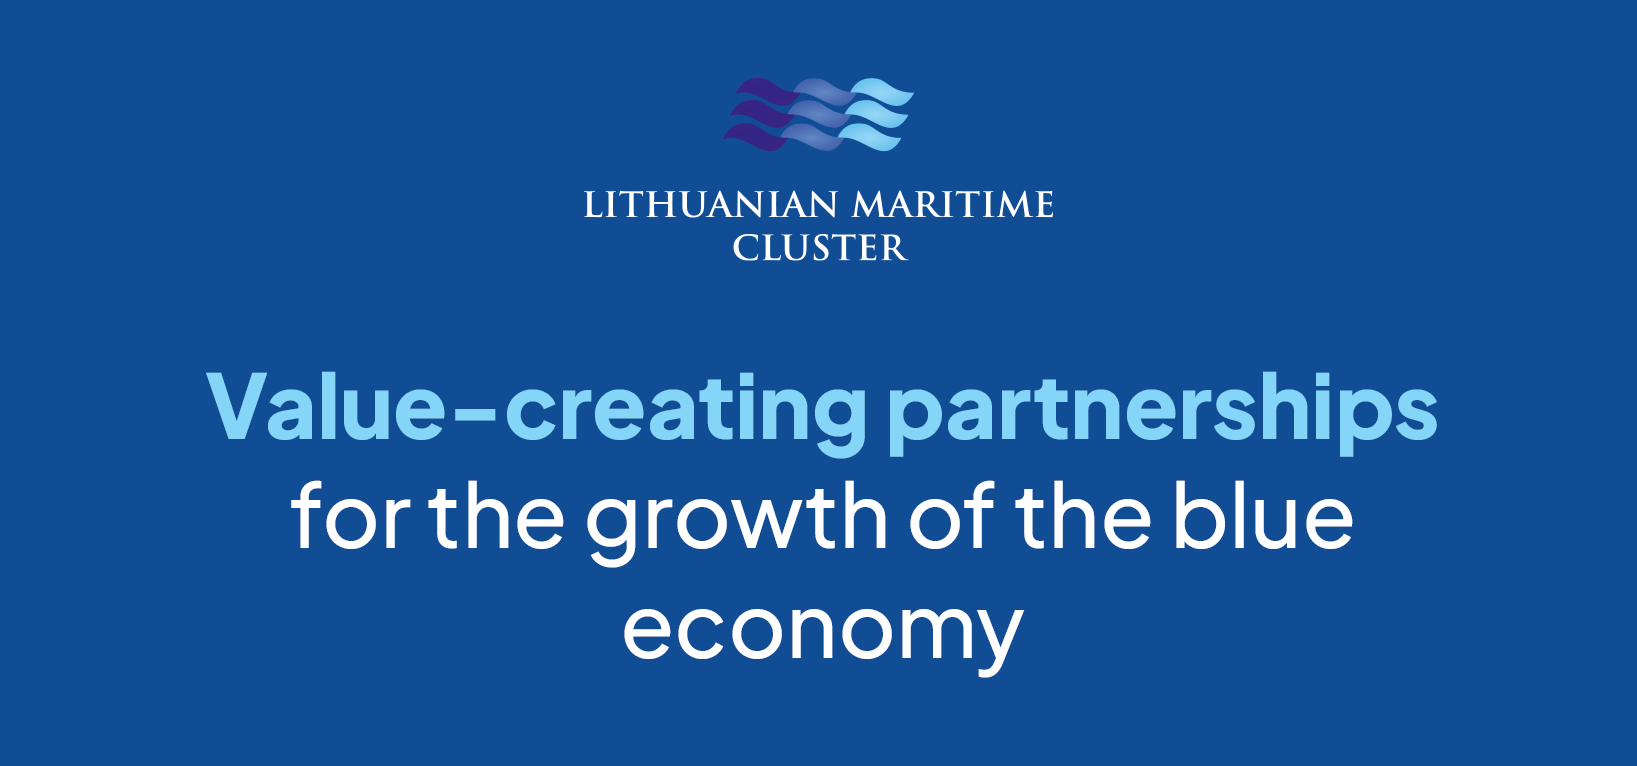 LITHUANIAN MARITIME
CLUSTER
Value–creating partnerships
for the growth of the blue
economy